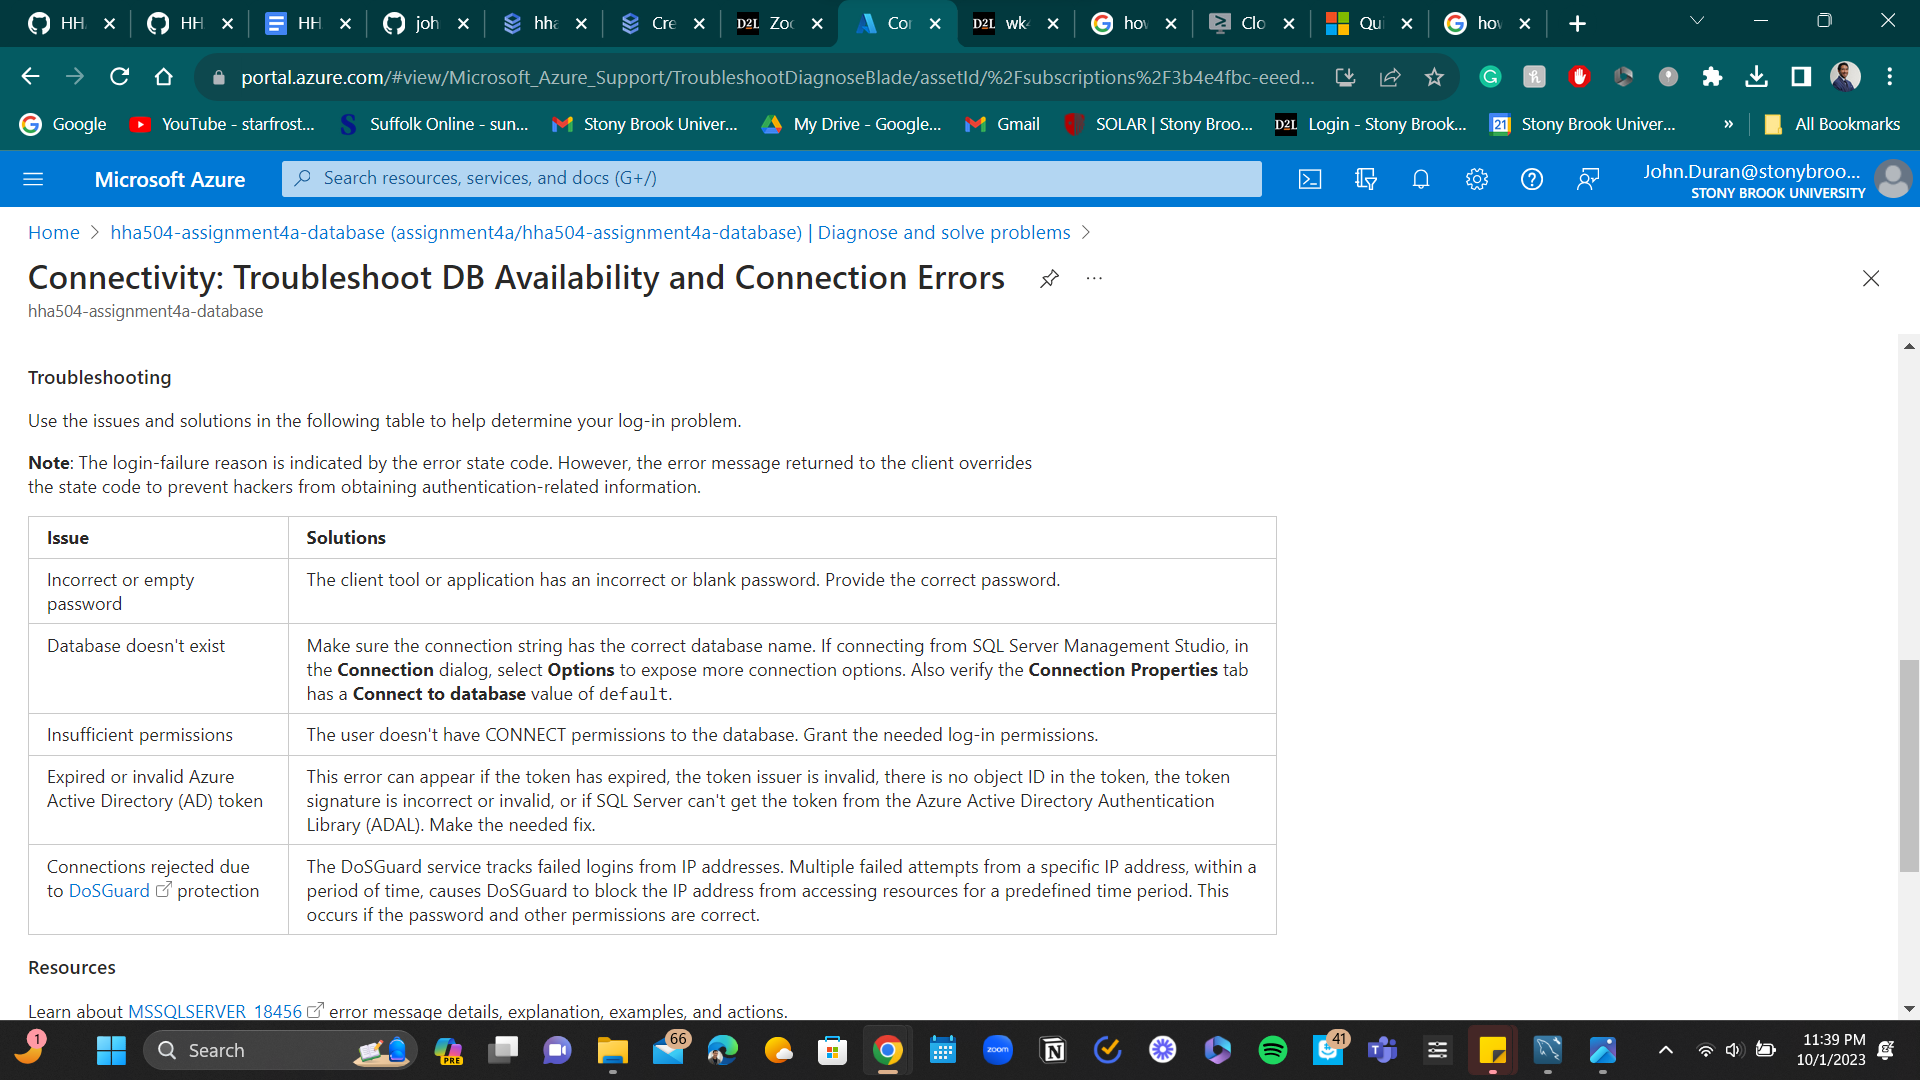 HH
HH
HH
joh
hha
Cre
D2L Zoc
Cor
D2L wk
hov
Clo
Qui
hov
portal.azure.com/#view/Microsoft_Azure_Support/TroubleshootDiagnoseBlade/assetId/%2Fsubscriptions%2F3b4e4fbc-eeed...
Google
YouTube - starfrost...
Suffolk Online - sun...
Stony Brook Univer...
My Drive - Google...
Gmail
SOLAR | Stony Broo...
D2L Login - Stony Brook...
21 Stony Brook Univer...
»
All Bookmarks
Microsoft Azure
Search resources, services, and docs (G+/)
John.Duran@stonybroo...
STONY BROOK UNIVERSITY
Home > hha504-assignment4a-database (assignment4a/hha504-assignment4a-database) | Diagnose and solve problems >
Connectivity: Troubleshoot DB Availability and Connection Errors
...
hha504-assignment4a-database
Troubleshooting
Use the issues and solutions in the following table to help determine your log-in problem.
Note: The login-failure reason is indicated by the error state code. However, the error message returned to the client overrides
the state code to prevent hackers from obtaining authentication-related information.
Issue
Solutions
Incorrect or empty
password
The client tool or application has an incorrect or blank password. Provide the correct password.
Database doesn't exist
Make sure the connection string has the correct database name. If connecting from SQL Server Management Studio, in
the Connection dialog, select Options to expose more connection options. Also verify the Connection Properties tab
has a Connect to database value of default.
Insufficient permissions
The user doesn't have CONNECT permissions to the database. Grant the needed log-in permissions.
Expired or invalid Azure
Active Directory (AD) token
This error can appear if the token has expired, the token issuer is invalid, there is no object ID in the token, the token
signature is incorrect or invalid, or if SQL Server can't get the token from the Azure Active Directory Authentication
Library (ADAL). Make the needed fix.
Connections rejected due
to DoSGuard protection
The DoSGuard service tracks failed logins from IP addresses. Multiple failed attempts from a specific IP address, within a
period of time, causes DoSGuard to block the IP address from accessing resources for a predefined time period. This
occurs if the password and other permissions are correct.
Resources
Learn about MSSQLSERVER_18456 error message details, explanation, examples, and actions.
1
Search
PRE
66
zoom
41
11:39 PM
10/1/2023